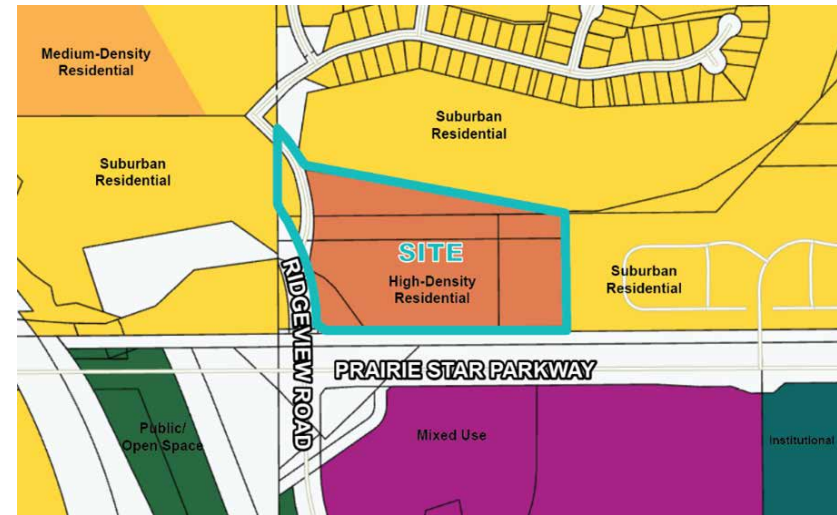 Medium-Density
Residential
Suburban
Residential
Suburban
Residential
SITE
High-Density
Residential
Suburban
Residential
RIDGEVIEW ROAD
PRAIRIE STAR PARKWAY
Public/
Open Space
Mixed Use
Institutional